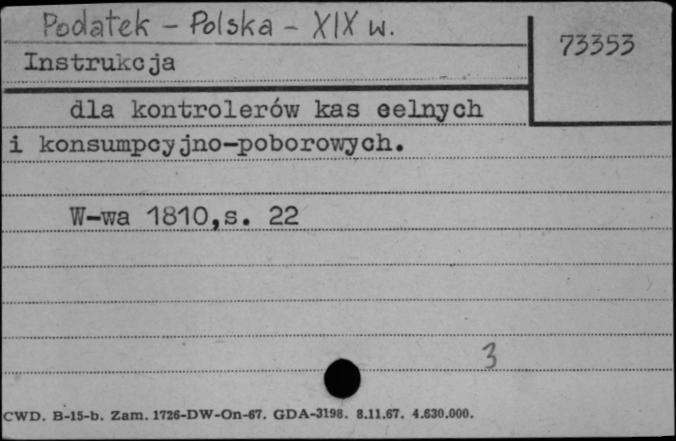 Podatek - Polska - XIX w.
73353
Instrukcja
dla kontrolerów kas eelnych
i konsumpcyjno-poborowych.
W-wa 1810,s. 22
3
CWD. B-15-b. Zam. 1726-DW-On-67. GDA-3198. 8.11.67. 4.630.000.